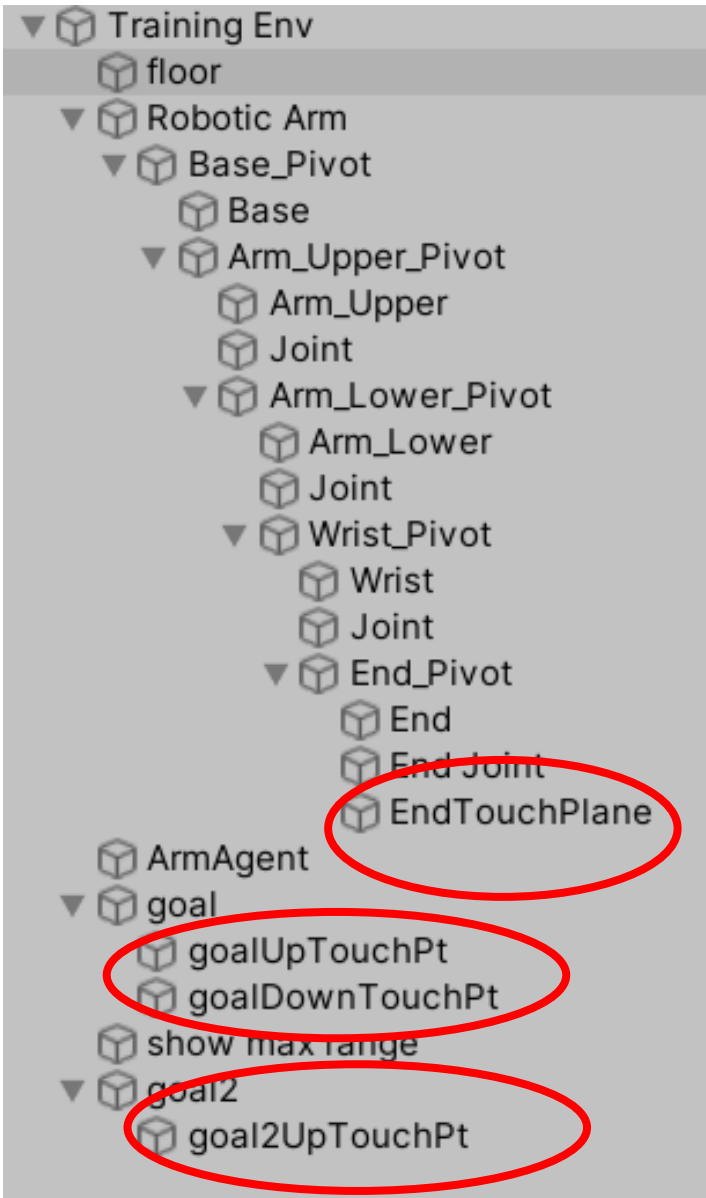 Training Env
floor
Robotic Arm
Base_Pivot
Base
Arm_Upper_Pivot
Arm_Upper
Joint
Arm_Lower_Pivot
Arm_Lower
Joint
Wrist_Pivot
Wrist
Joint
End_Pivot
End
End Joint
EndTouchPlane
ArmAgent
goal
goalUpTouchPt
goalDownTouchPt
show max range
goal2
goal2UpTouchPt